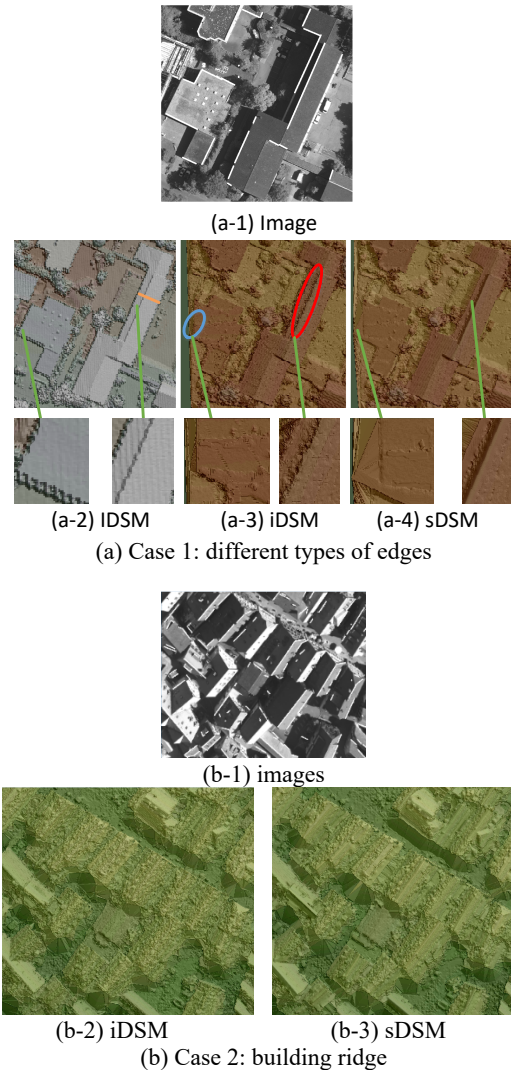 (a-1) Image
(a-2) lDSM
(a-3) iDSM
(a-4) sDSM
(a) Case 1: different types of edges
(b-1) images
(b-2) iDSM
(b-3) sDSM
(b) Case 2: building ridge